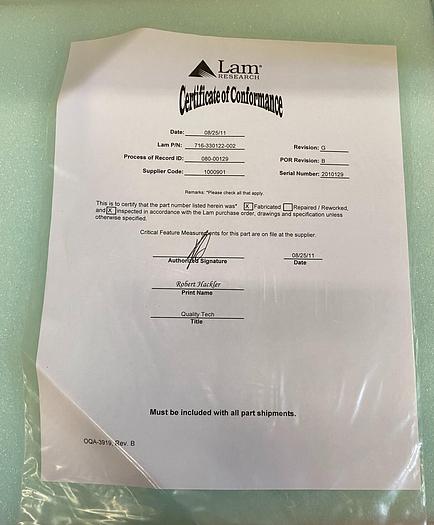 Lam
RESEARCH
Certificate of Conformance
Date: 08/25/11
Lam P/N: 716-330122-002 Revision: G
Process of Record ID: 080-00129 POR Revision: B
Supplier Code: 1000901 Serial Number: 2010129
Remarks: *Please check all that apply.
This is to certify that the part number listed herein was* X Fabricated Repaired / Reworked,
and X Inspected in accordance with the Lam purchase order, drawings and specification unless
otherwise specified.
Critical Feature Measurements for this part are on file at the supplier.
08/25/11
Authorized Signature Date
Robert Hackler
Print Name
Quality Tech
Title
Must be included with all part shipments.
OQA-3919, Rev. B